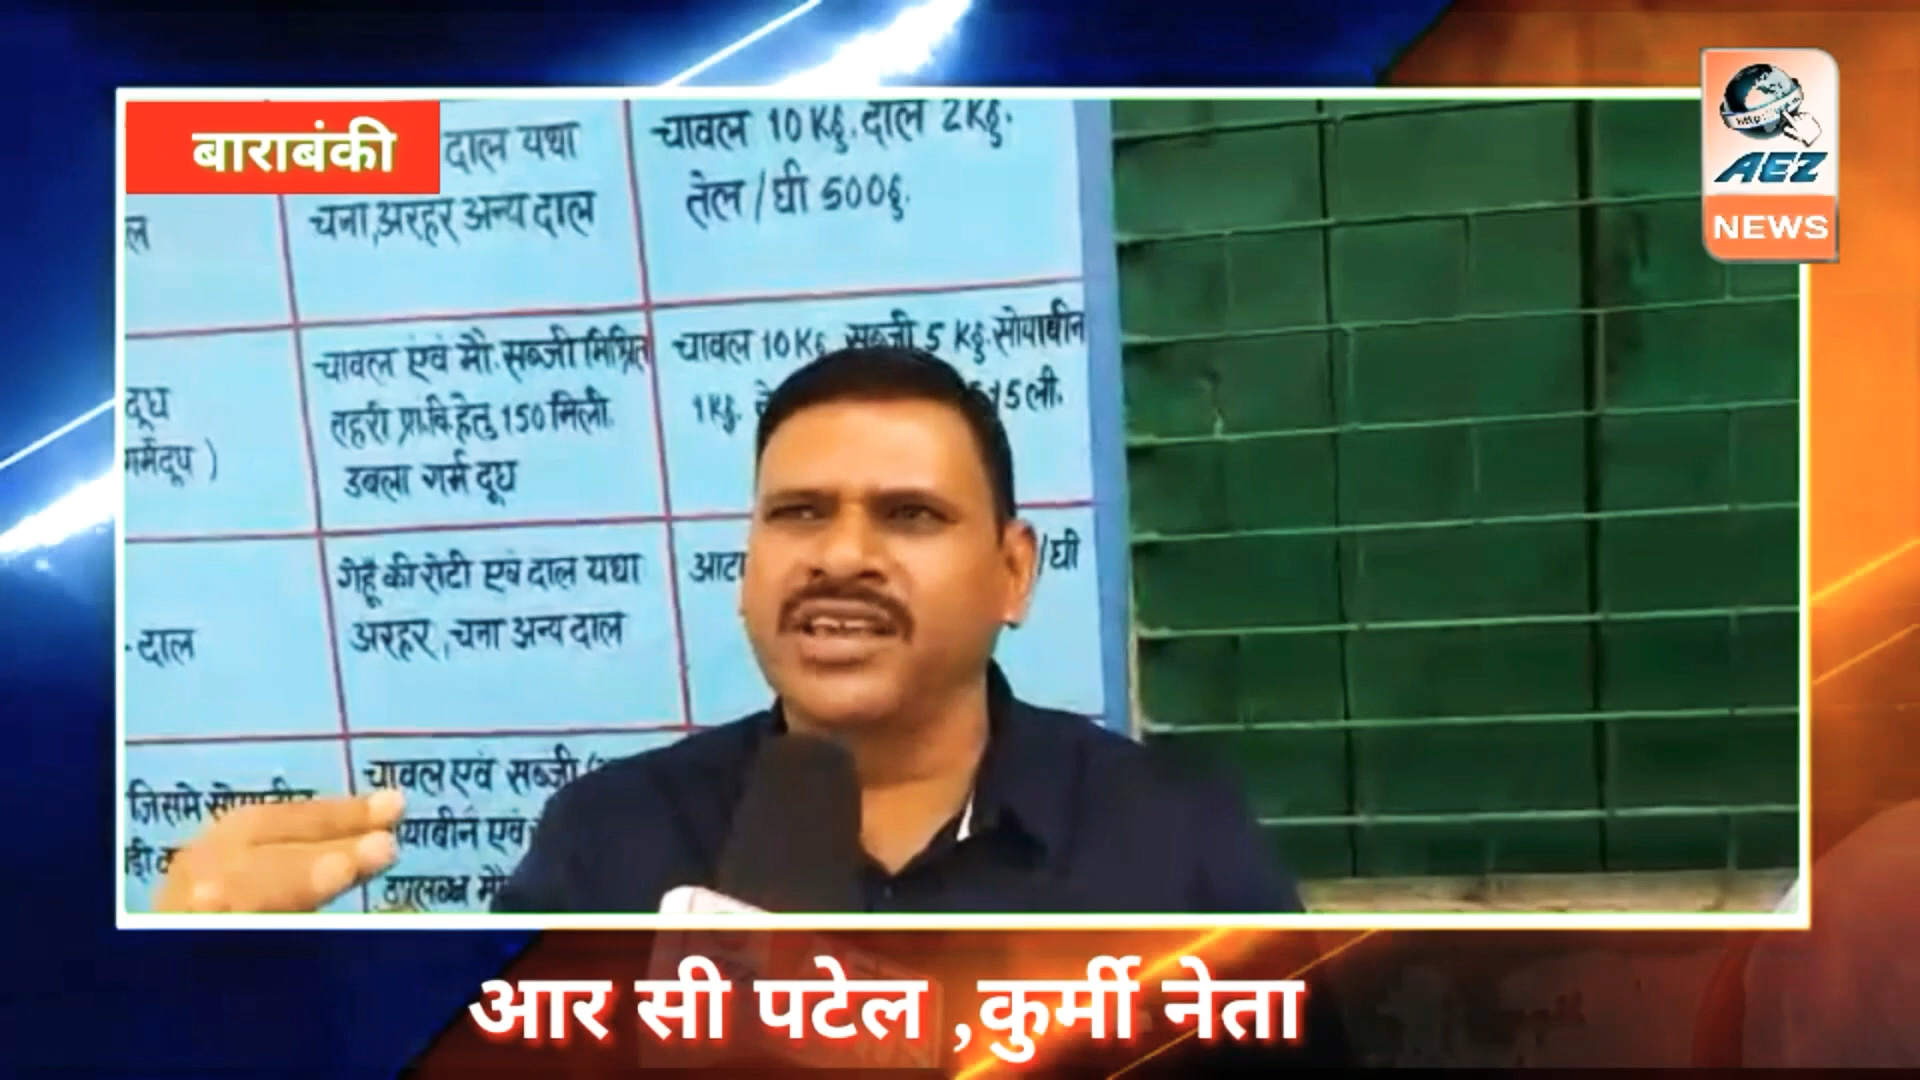 बाराबंकी
http://
AEZ
NEWS
दाल यथा
चना,अरहर अन्य दाल
चावल 10 Kg. दाल 2 Kg.
तेल/घी 500g.
ल
दूध
गर्मदूध )
चावल एंव मौ. सब्जी मिश्रित
तहरी प्रा.वि.हेतु 150 मिली.
उबला गर्म दूध
चावल 10 Kg सब्जी 5 Kg. सोयाबीन
1 Kg.
15 ली.
- दाल
गेहूँ की रोटी एवं दाल यथा
अरहर, चना अन्य दाल
आटा
/घी
जिसमे सोयाबीन
चावल एवं सब्जी
याबीन एवं
आर सी पटेल ,कुर्मी नेता